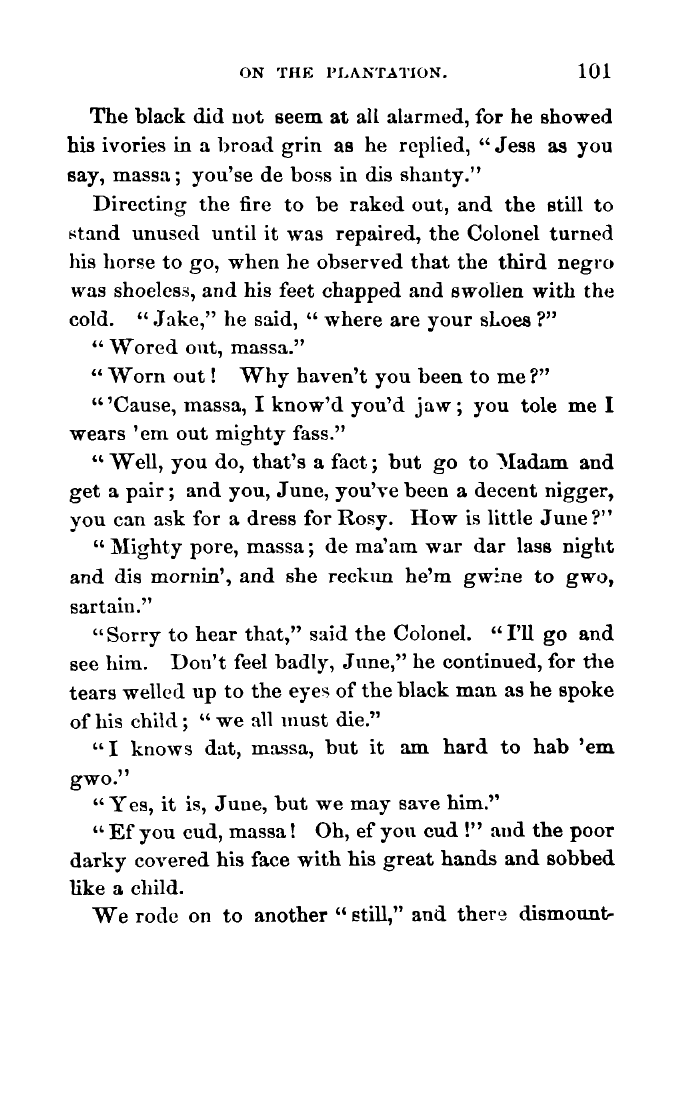 ON THE PLANTATION. 101
The black did not seem at all alarmed, for he showed
his ivories in a broad grin as he replied, “Jess as you
say, massa; you'se de boss in dis shanty.”
Directing the fire to be raked out, and the still to
stand unused until it was repaired, the Colonel turned
his horse to go, when he observed that the third negro
was shoeless, and his feet chapped and swollen with the
cold. “Jake,” he said, “where are your shoes?”
“Wored out, massa.”
“Worn out! Why haven't you been to me?”
“'Cause, massa, I know'd you'd jaw; you tole me I
wears 'em out mighty fass.”
“Well, you do, that's a fact; but go to Madam and
get a pair; and you, June, you've been a decent nigger,
you can ask for a dress for Rosy. How is little June?”
“Mighty pore, massa; de ma'am war dar lass night
and dis mornin', and she reckun he'm gwine to gwo,
sartain.”
“Sorry to hear that,” said the Colonel. “I'll go and
see him. Don't feel badly, June,” he continued, for the
tears welled up to the eyes of the black man as he spoke
of his child; “we all must die.”
“I knows dat, massa, but it am hard to hab 'em
gwo.”
“Yes, it is, June, but we may save him.”
“Ef you cud, massa! Oh, ef you cud!” and the poor
darky covered his face with his great hands and sobbed
like a child.
We rode on to another “still,” and there dismount-